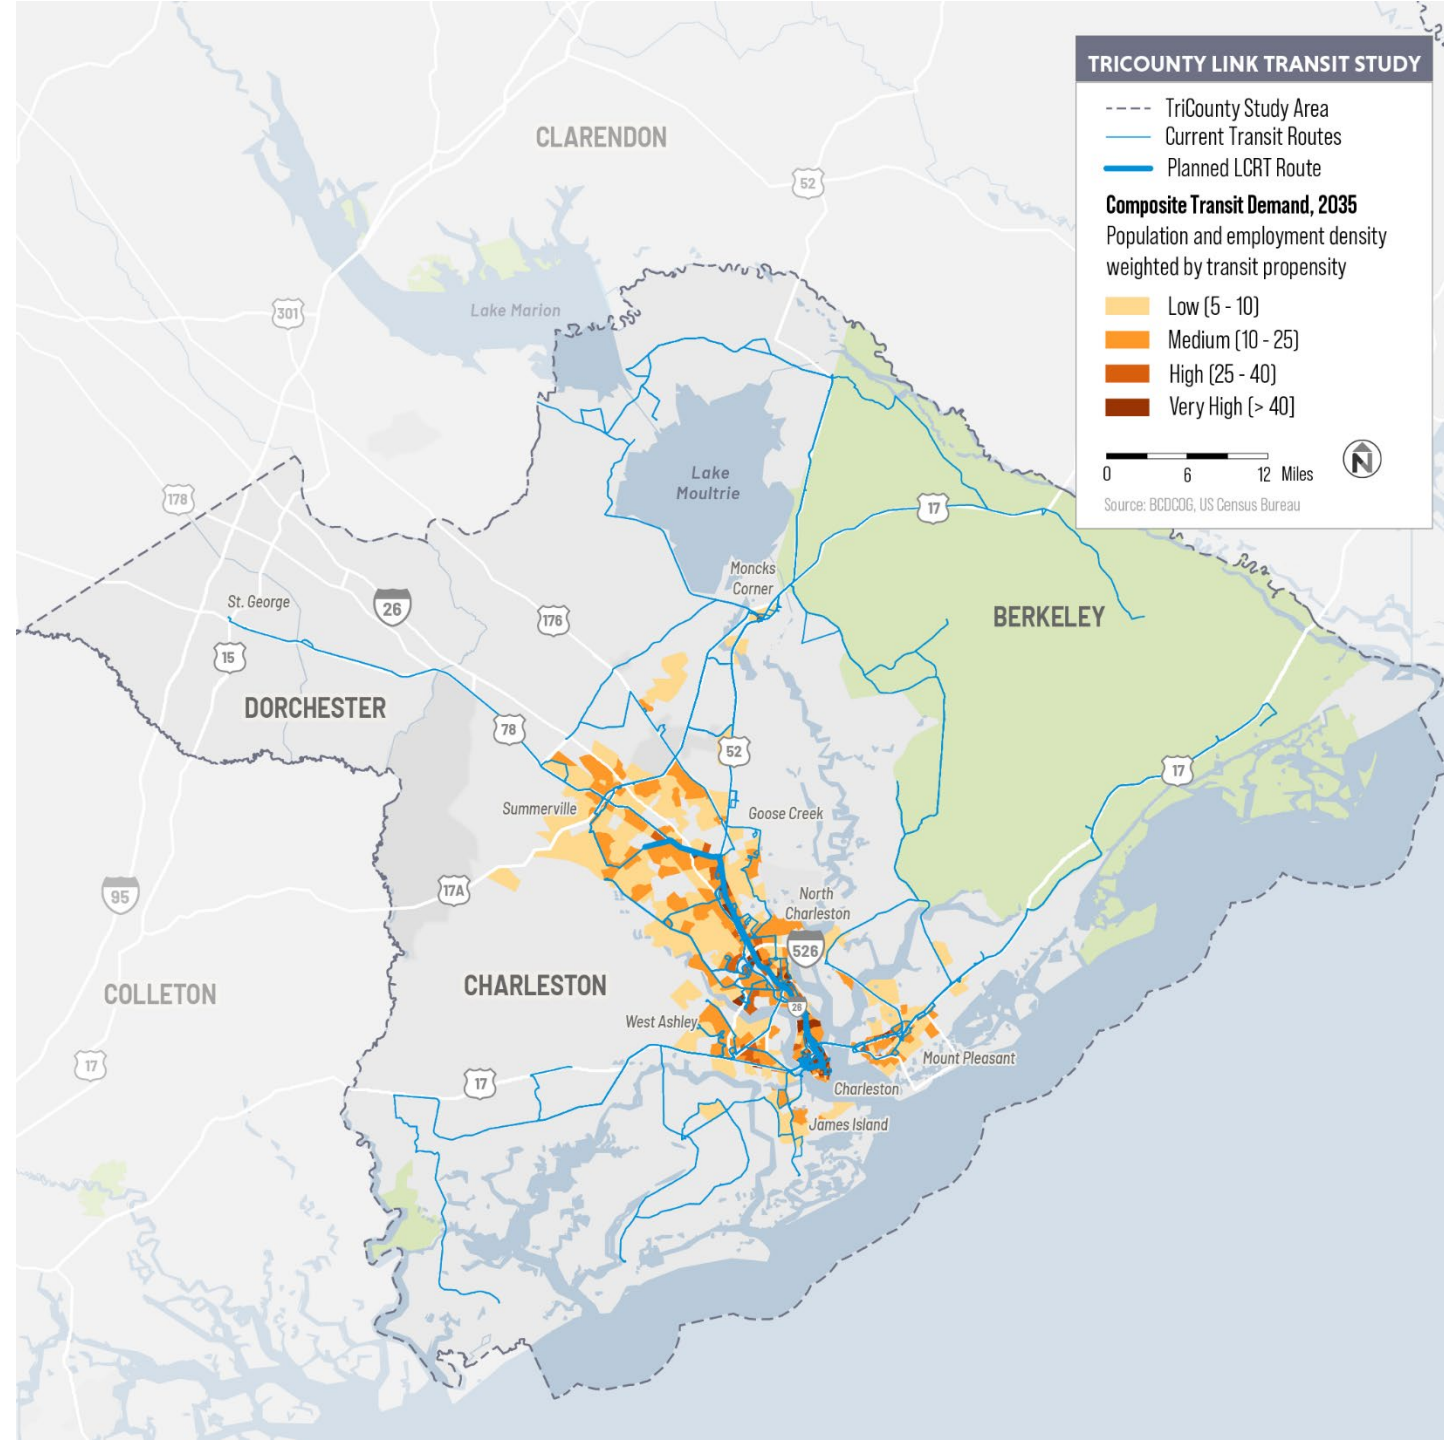 TRICOUNTY LINK TRANSIT STUDY
TriCounty Study Area
Current Transit Routes
Planned LCRT Route
Composite Transit Demand, 2035
Population and employment density
weighted by transit propensity
Low (5 - 10)
Medium (10 - 25)
High (25 - 40)
Very High (> 40]
0 6 12 Miles
N
Source: BCDCOG, US Census Bureau
CLARENDON
52
301
Lake Marion
178
Lake
Moultrie
17
Moncks
Corner
St. George
26
176
BERKELEY
15
DORCHESTER
78
52
17
Summerville
Goose Creek
95
17A
North
Charleston
526
COLLETON
CHARLESTON
26
West Ashley
Mount Pleasant
17
17
Charleston
James Island